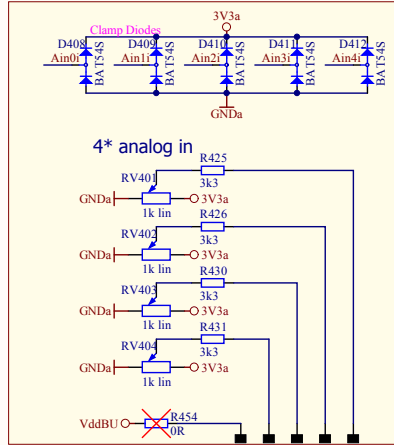 3V3a
Clamp Diodes
D408 D409 D410 D411 D412
Ain0i Ain1i Ain2i Ain3i Ain4i
BAT54S BAT54S BAT54S BAT54S BAT54S
GNDa
4* analog in
R425
RV401 3k3
GNDa 3V3a
1k lin
R426
RV402 3k3
GNDa 3V3a
1k lin
R430
RV403 3k3
GNDa 3V3a
1k lin
R431
RV404 3k3
GNDa 3V3a
1k lin
VddBU R454
0R